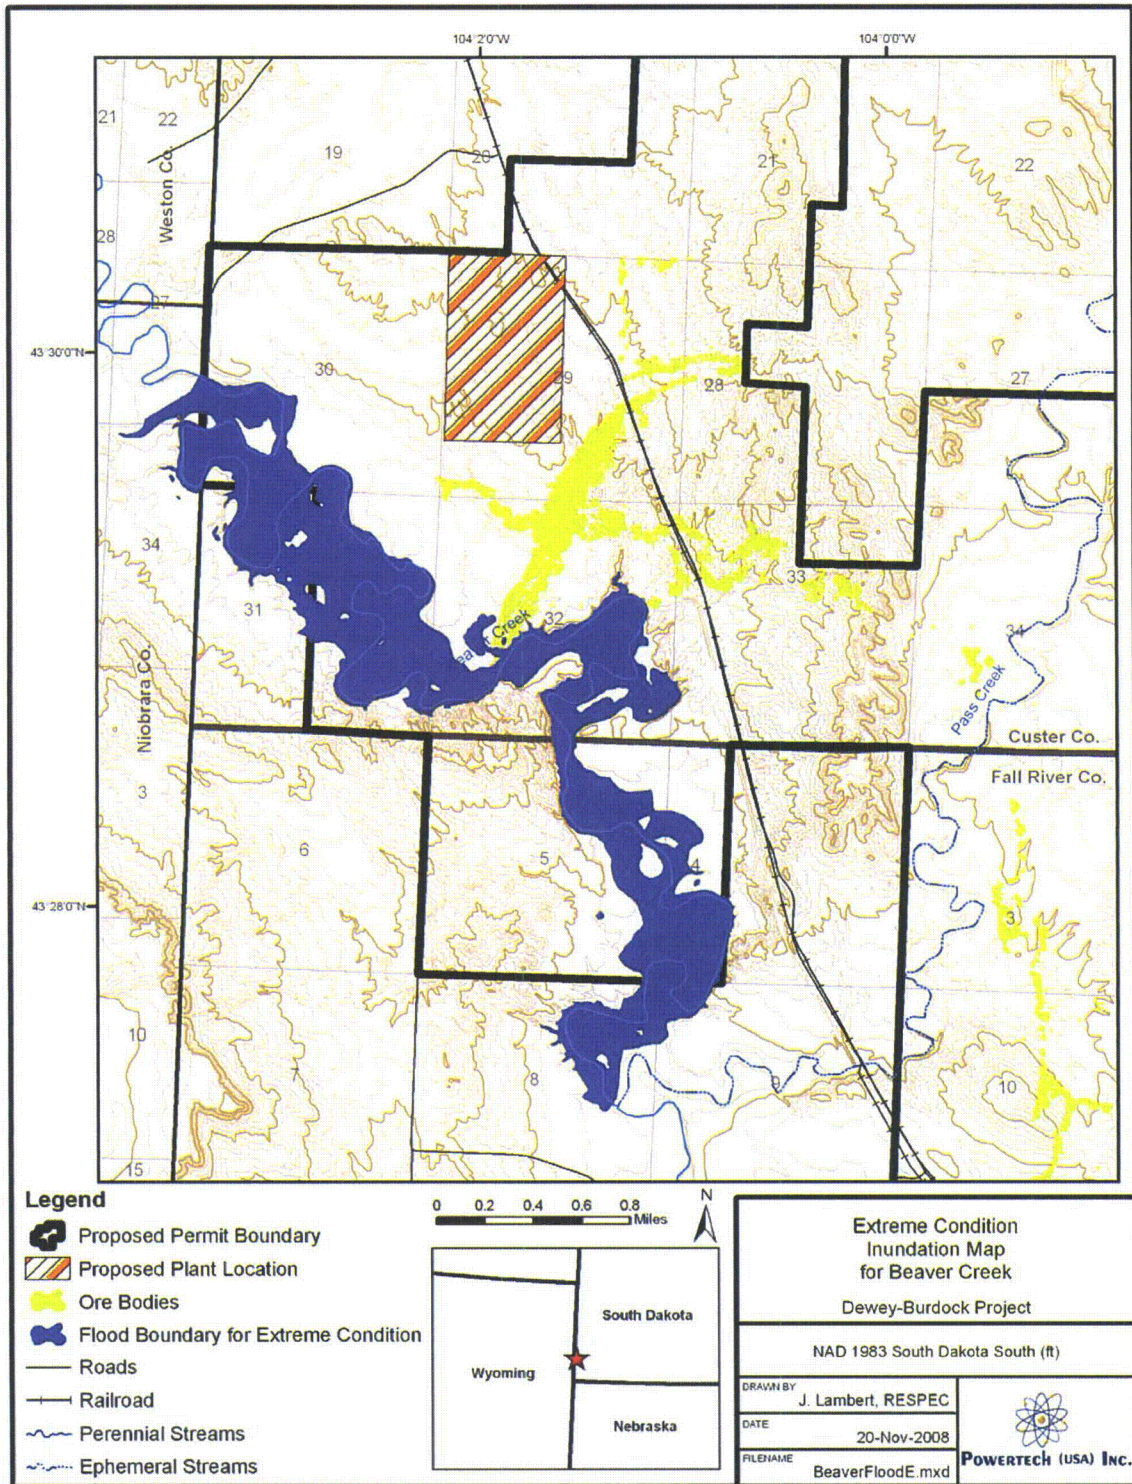 104°2'0"W
104°0'0"W
21
22
19
20
21
22
Weston Co.
28
27
43°30'0"N
30
29
28
27
34
31
32
33
34
Beaver Creek
Pass Creek
Niobrara Co.
Custer Co.
Fall River Co.
3
6
5
4
3
43°28'0"N
10
7
8
9
10
15
Legend
Proposed Permit Boundary
Proposed Plant Location
Ore Bodies
Flood Boundary for Extreme Condition
Roads
Railroad
Perennial Streams
Ephemeral Streams
0 0.2 0.4 0.6 0.8
Miles
N
South Dakota
Wyoming
Nebraska
Extreme Condition
Inundation Map
for Beaver Creek
Dewey-Burdock Project
NAD 1983 South Dakota South (ft)
DRAWN BY
J. Lambert, RESPEC
DATE
20-Nov-2008
FILENAME
BeaverFloodE.mxd
POWERTECH (USA) INC.